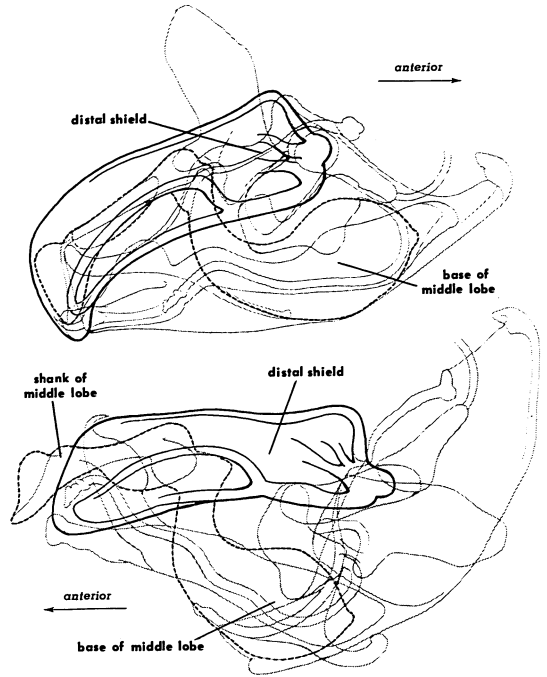 anterior
distal shield
base of
middle lobe
shank of
middle lobe
distal shield
anterior
base of middle lobe